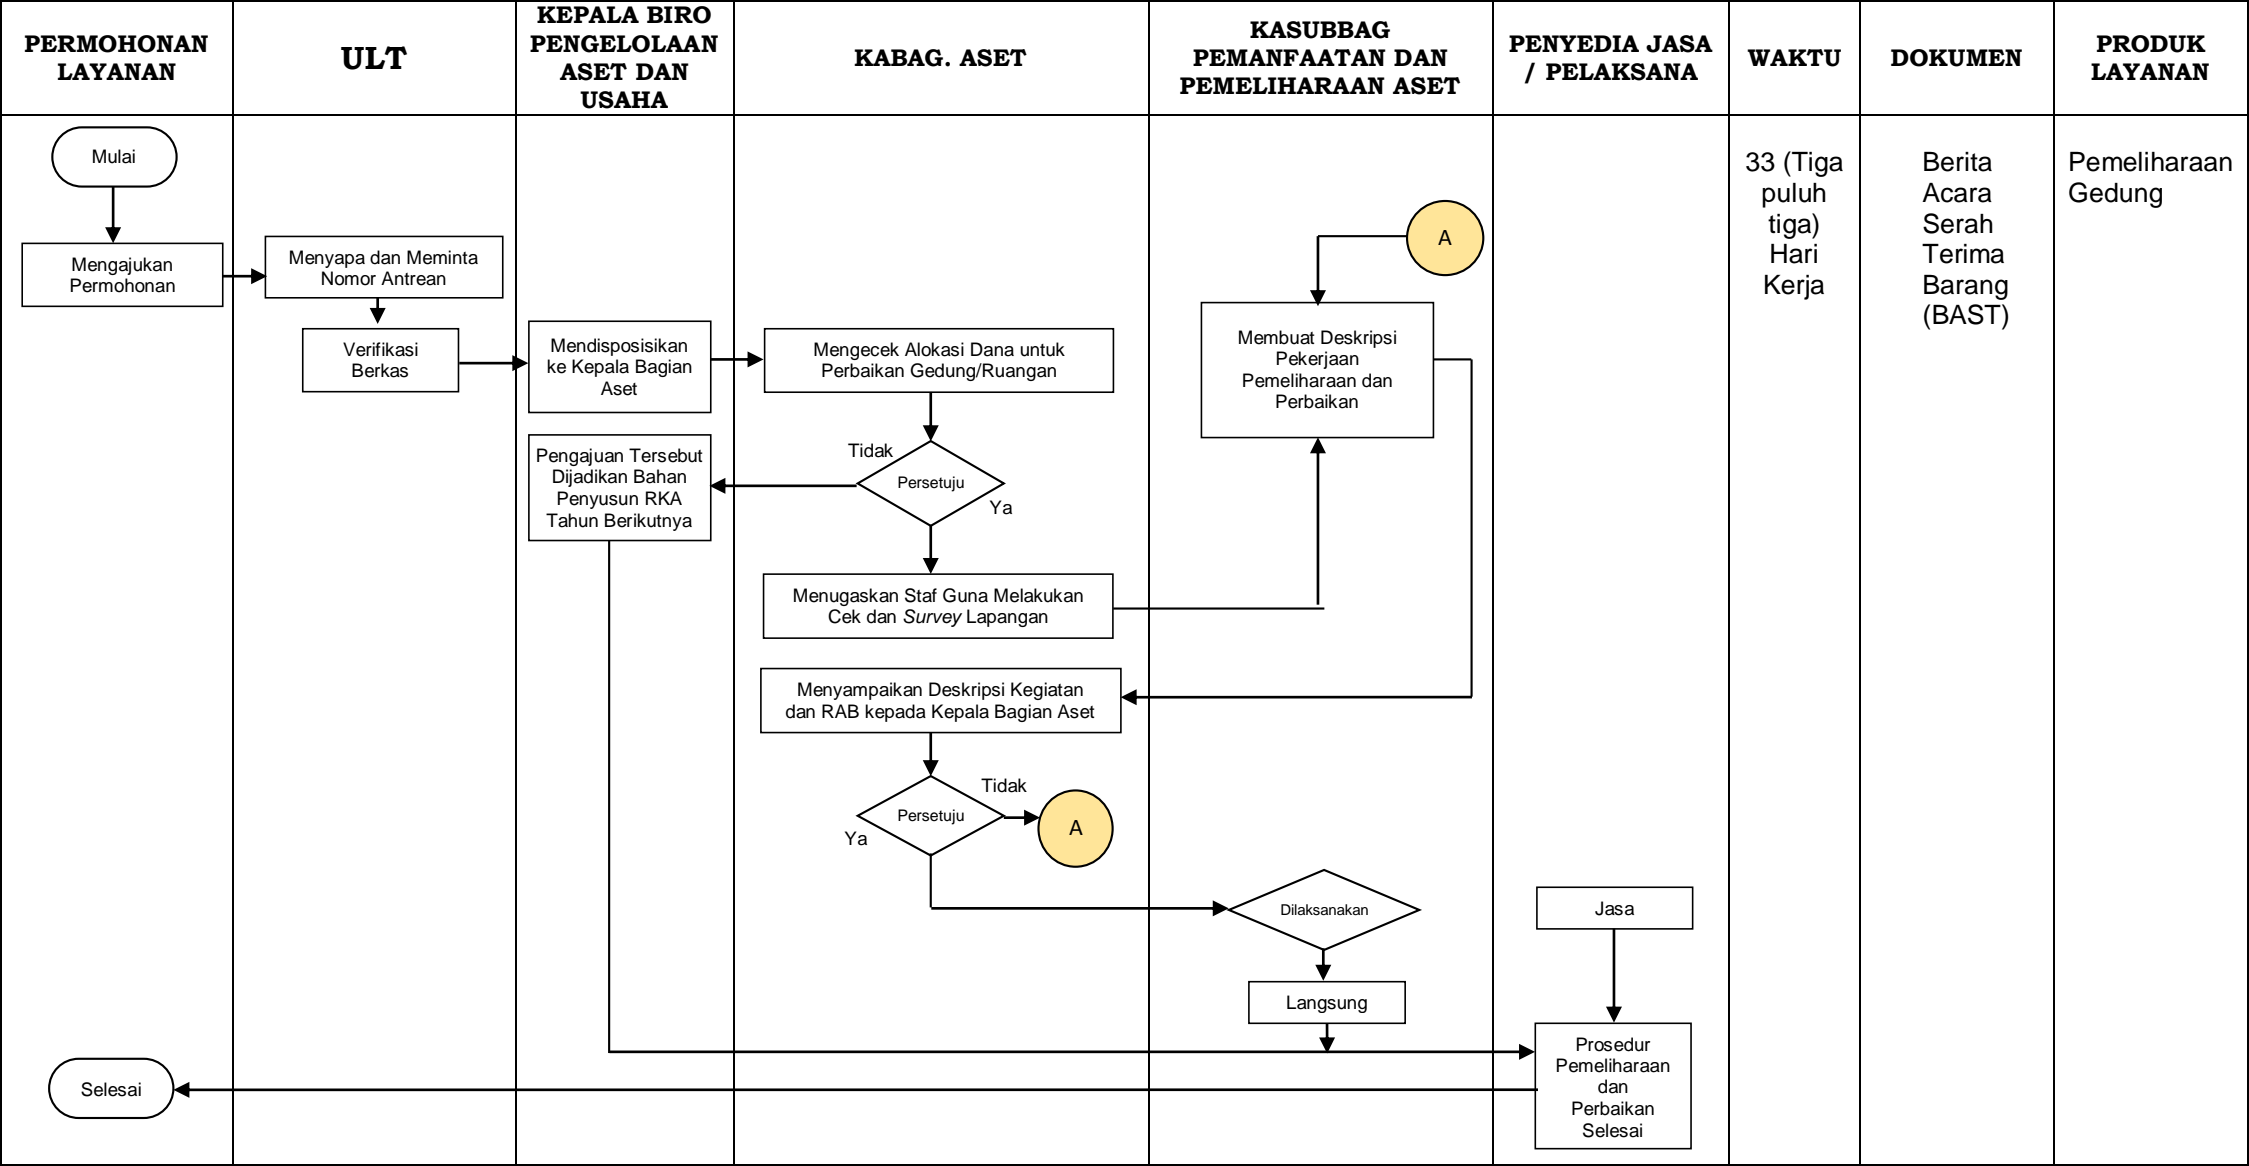 PERMOHONAN
LAYANAN
ULT
KEPALA BIRO
PENGELOLAAN
ASET DAN
USAHA
KABAG. ASET
KASUBBAG
PEMANFAATAN DAN
PEMELIHARAAN ASET
PENYEDIA JASA
/ PELAKSANA
WAKTU
DOKUMEN
PRODUK
LAYANAN
Mulai
Mengajukan
Permohonan
Menyapa dan Meminta
Nomor Antrean
Verifikasi
Berkas
Mendisposisikan
ke Kepala Bagian
Aset
Mengecek Alokasi Dana untuk
Perbaikan Gedung/Ruangan
Tidak
Persetuju
Ya
Pengajuan Tersebut
Dijadikan Bahan
Penyusun RKA
Tahun Berikutnya
Menugaskan Staf Guna Melakukan
Cek dan Survey Lapangan
A
Membuat Deskripsi
Pekerjaan
Pemeliharaan dan
Perbaikan
Menyampaikan Deskripsi Kegiatan
dan RAB kepada Kepala Bagian Aset
Tidak
Persetuju
Ya
A
Dilaksanakan
Langsung
Jasa
Prosedur
Pemeliharaan
dan
Perbaikan
Selesai
Selesai
33 (Tiga
puluh
tiga)
Hari
Kerja
Berita
Acara
Serah
Terima
Barang
(BAST)
Pemeliharaan
Gedung